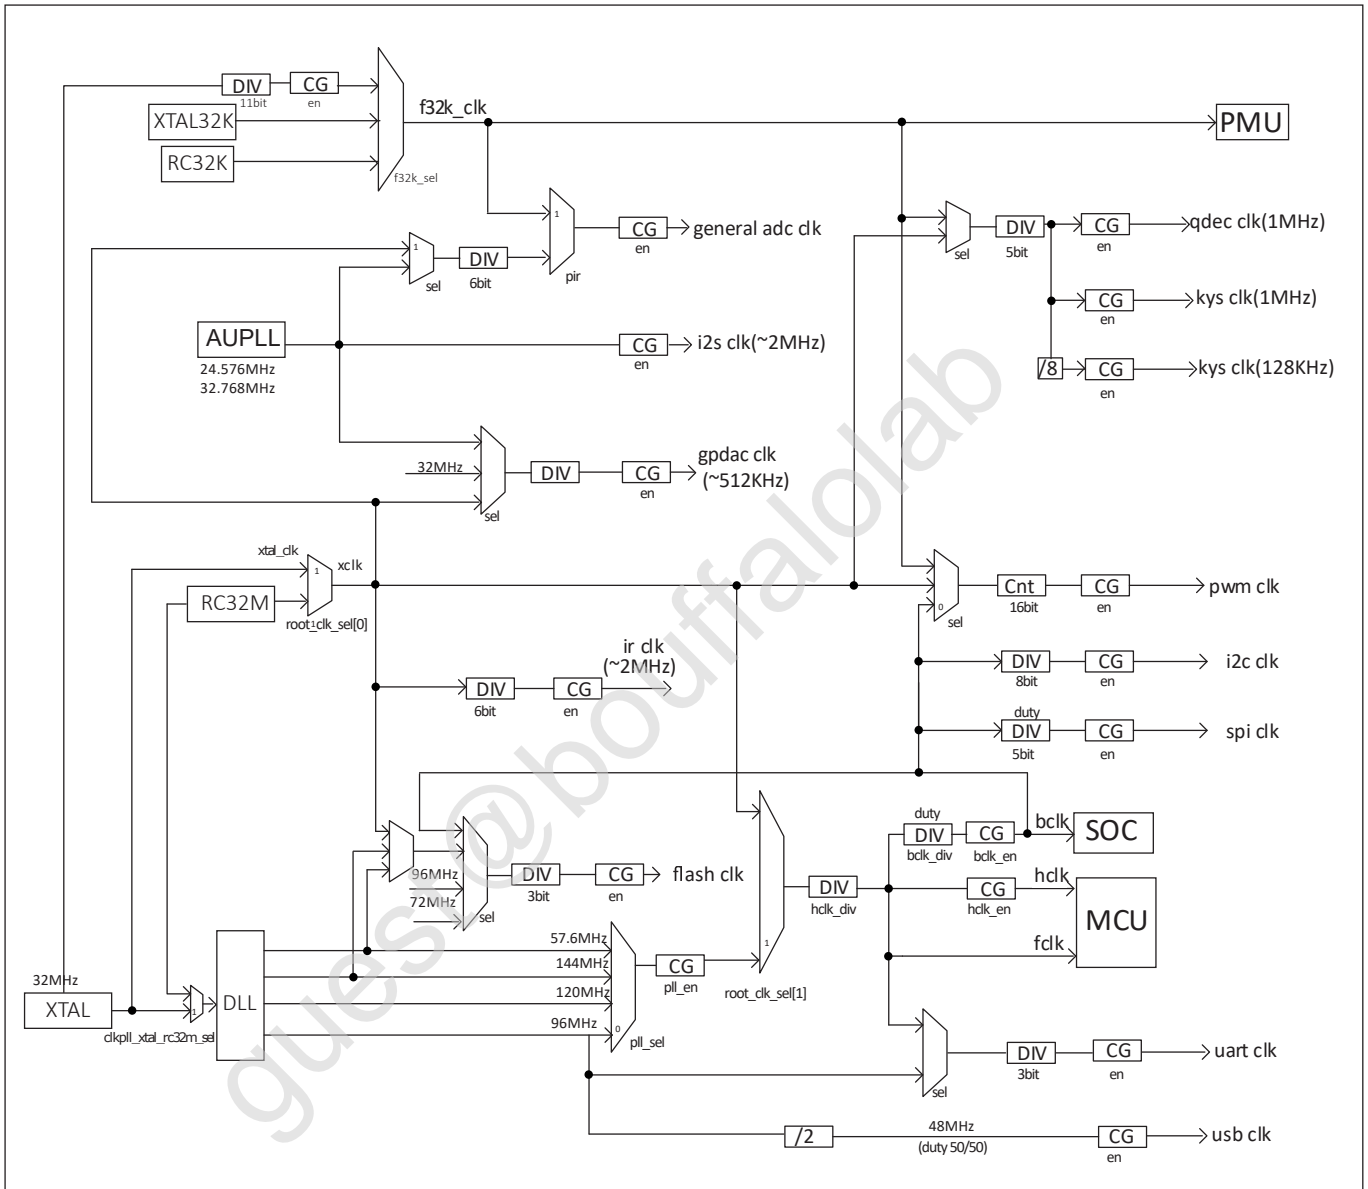 DIV
CG
11bit
en
XTAL32K
RC32K
f32k_clk
f32k_sel
PMU
1
CG
general adc clk
en
pir
1
DIV
6bit
sel
DIV
5bit
sel
CG
qdec clk(1MHz)
en
CG
kys clk(1MHz)
en
/8
CG
kys clk(128KHz)
en
AUPLL
24.576MHz
32.768MHz
CG
i2s clk(~2MHz)
en
32MHz
sel
DIV
CG
en
gpdac clk
(~512KHz)
xtal_clk
1
xclk
RC32M
root_clk_sel[0]
1
0
sel
Cnt
16bit
CG
en
pwm clk
ir clk
(~2MHz)
DIV
6bit
CG
en
DIV
8bit
CG
en
i2c clk
duty
DIV
5bit
CG
en
spi clk
96MHz
72MHz
sel
DIV
3bit
CG
en
flash clk
duty
DIV
bclk_div
CG
bclk_en
bclk
SOC
DIV
hclk_div
CG
hclk_en
hclk
fclk
MCU
1
root_clk_sel[1]
57.6MHz
144MHz
120MHz
96MHz
0
pll_sel
CG
pll_en
32MHz
XTAL
1
clkpll_xtal_rc32m_sel
DLL
sel
DIV
3bit
CG
en
uart clk
/2
48MHz
(duty 50/50)
CG
en
usb clk
guest@bouffalolab